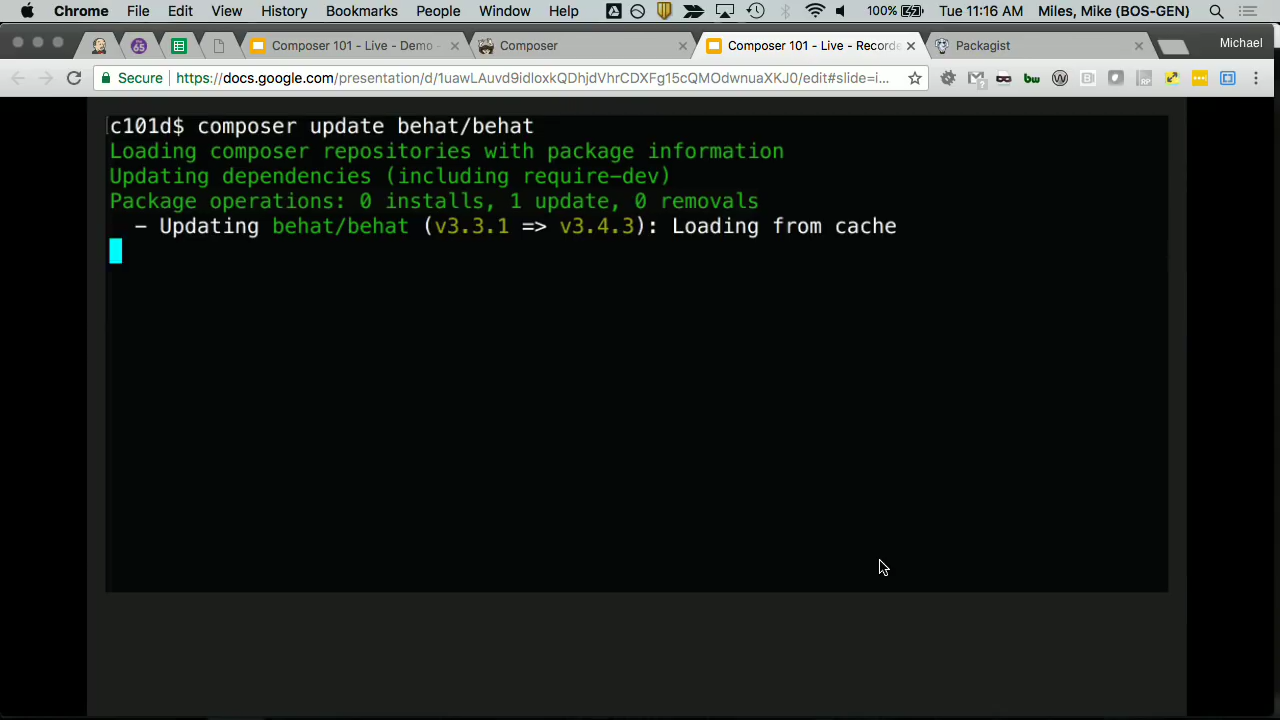 Chrome File Edit View History Bookmarks People Window Help 100% Tue 11:16 AM Miles, Mike (BOS-GEN)
65 Composer 101 - Live - Demo - Composer Composer 101 - Live - Recorde Packagist Michael
Secure https://docs.google.com/presentation/d/1uswLAuvd9idloxkQDhjdVhrCDXFg15cQMOdwnaXKJ0/edit#slide=i...
c101d$ composer update behat/behat
Loading composer repositories with package information
Updating dependencies (including require-dev)
Package operations: 0 installs, 1 update, 0 removals
- Updating behat/behat (v3.3.1 => v3.4.3): Loading from cache